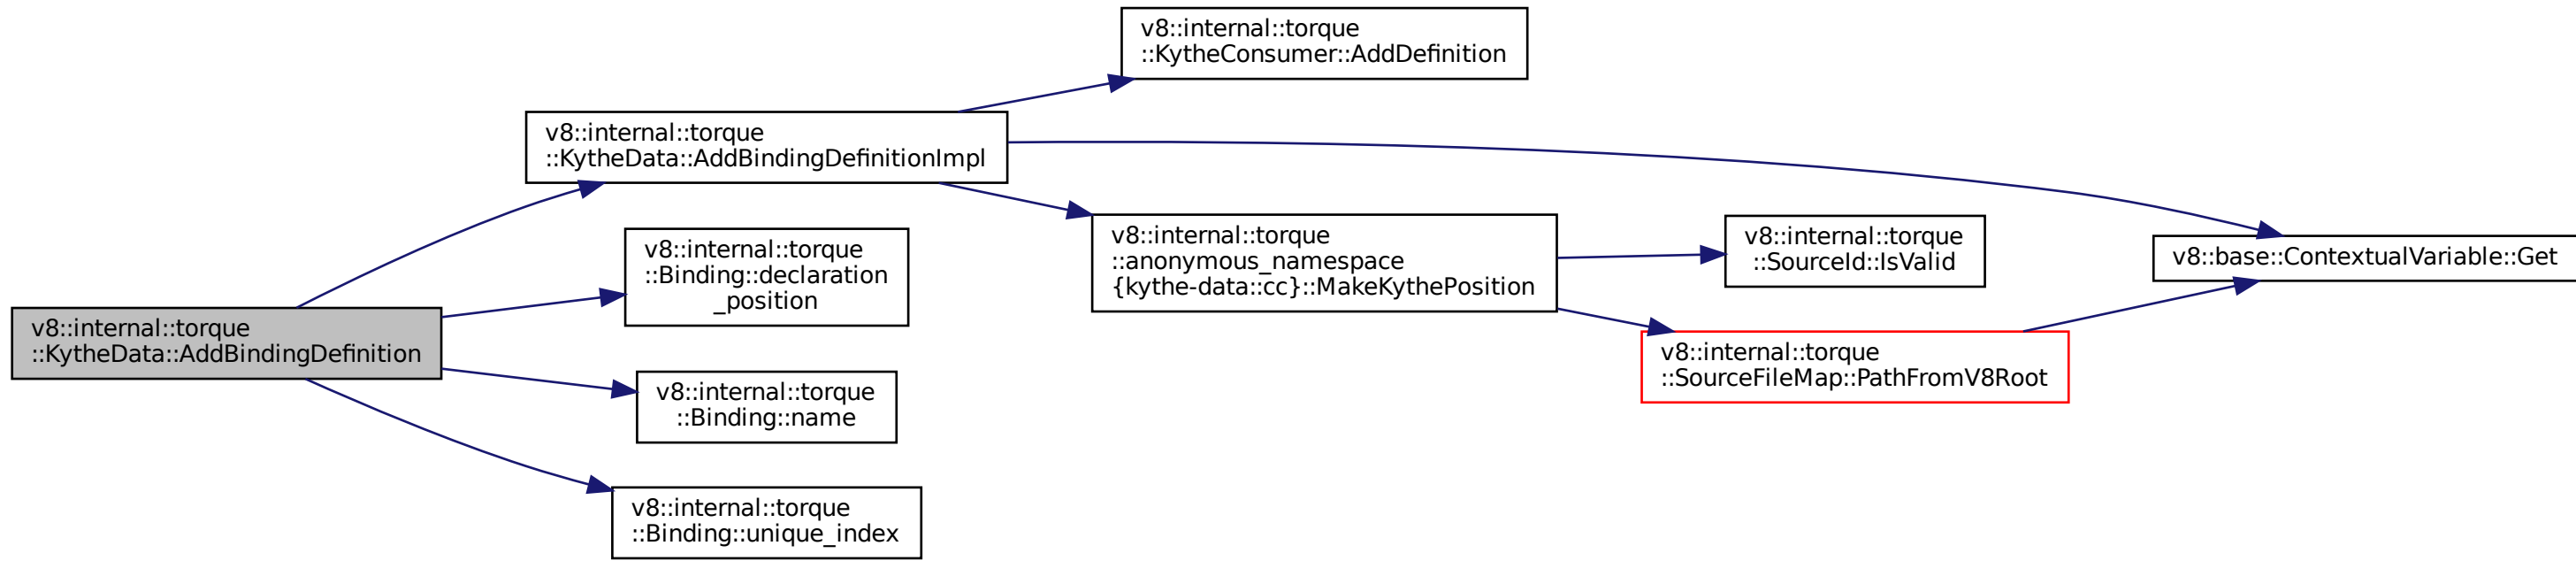 v8::internal::torque
::KytheConsumer::AddDefinition
v8::internal::torque
::KytheData::AddBindingDefinitionImpl
v8::internal::torque
::anonymous_namespace
{kythe-data::cc}::MakeKythePosition
v8::internal::torque
::SourceId::IsValid
v8::base::ContextualVariable::Get
v8::internal::torque
::Binding::declaration
_position
v8::internal::torque
::KytheData::AddBindingDefinition
v8::internal::torque
::SourceFileMap::PathFromV8Root
v8::internal::torque
::Binding::name
v8::internal::torque
::Binding::unique_index